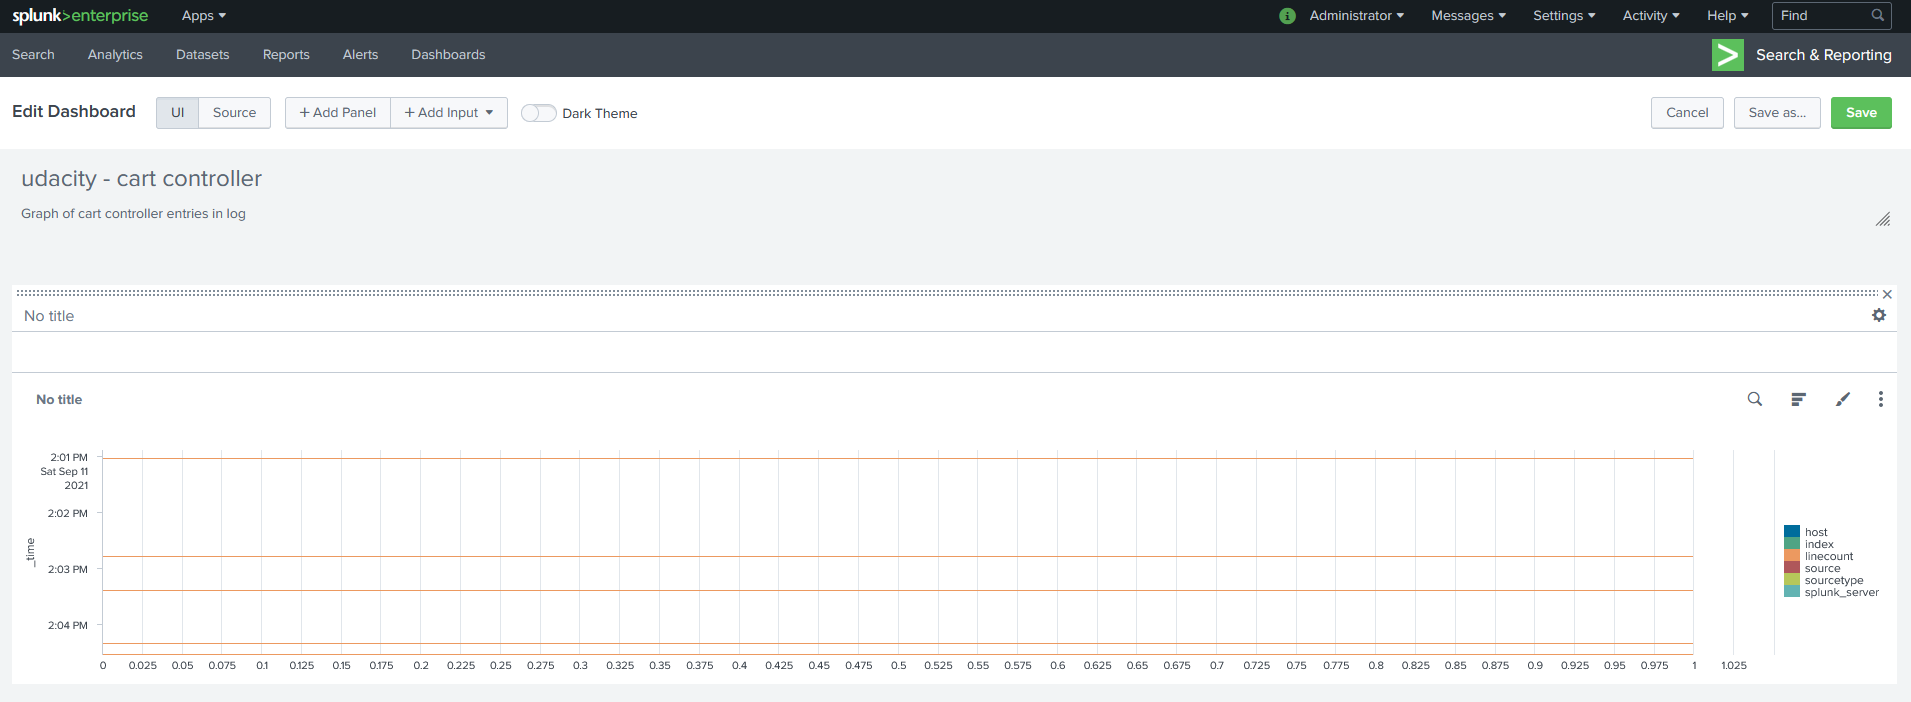 splunk>enterprise Apps Administrator Messages Settings Activity Help Find
Search Analytics Datasets Reports Alerts Dashboards Search & Reporting
Edit Dashboard UI Source + Add Panel + Add Input Dark Theme Cancel Save as... Save
udacity - cart controller
Graph of cart controller entries in log
No title
No title
2:01 PM
Sat Sep 11
2021
2:02 PM
2:03 PM
2:04 PM
_time
0 0.025 0.05 0.075 0.1 0.125 0.15 0.175 0.2 0.225 0.25 0.275 0.3 0.325 0.35 0.375 0.4 0.425 0.45 0.475 0.5 0.525 0.55 0.575 0.6 0.625 0.65 0.675 0.7 0.725 0.75 0.775 0.8 0.825 0.85 0.875 0.9 0.925 0.95 0.975 1 1.025
host
index
linecount
source
sourcetype
splunk_server